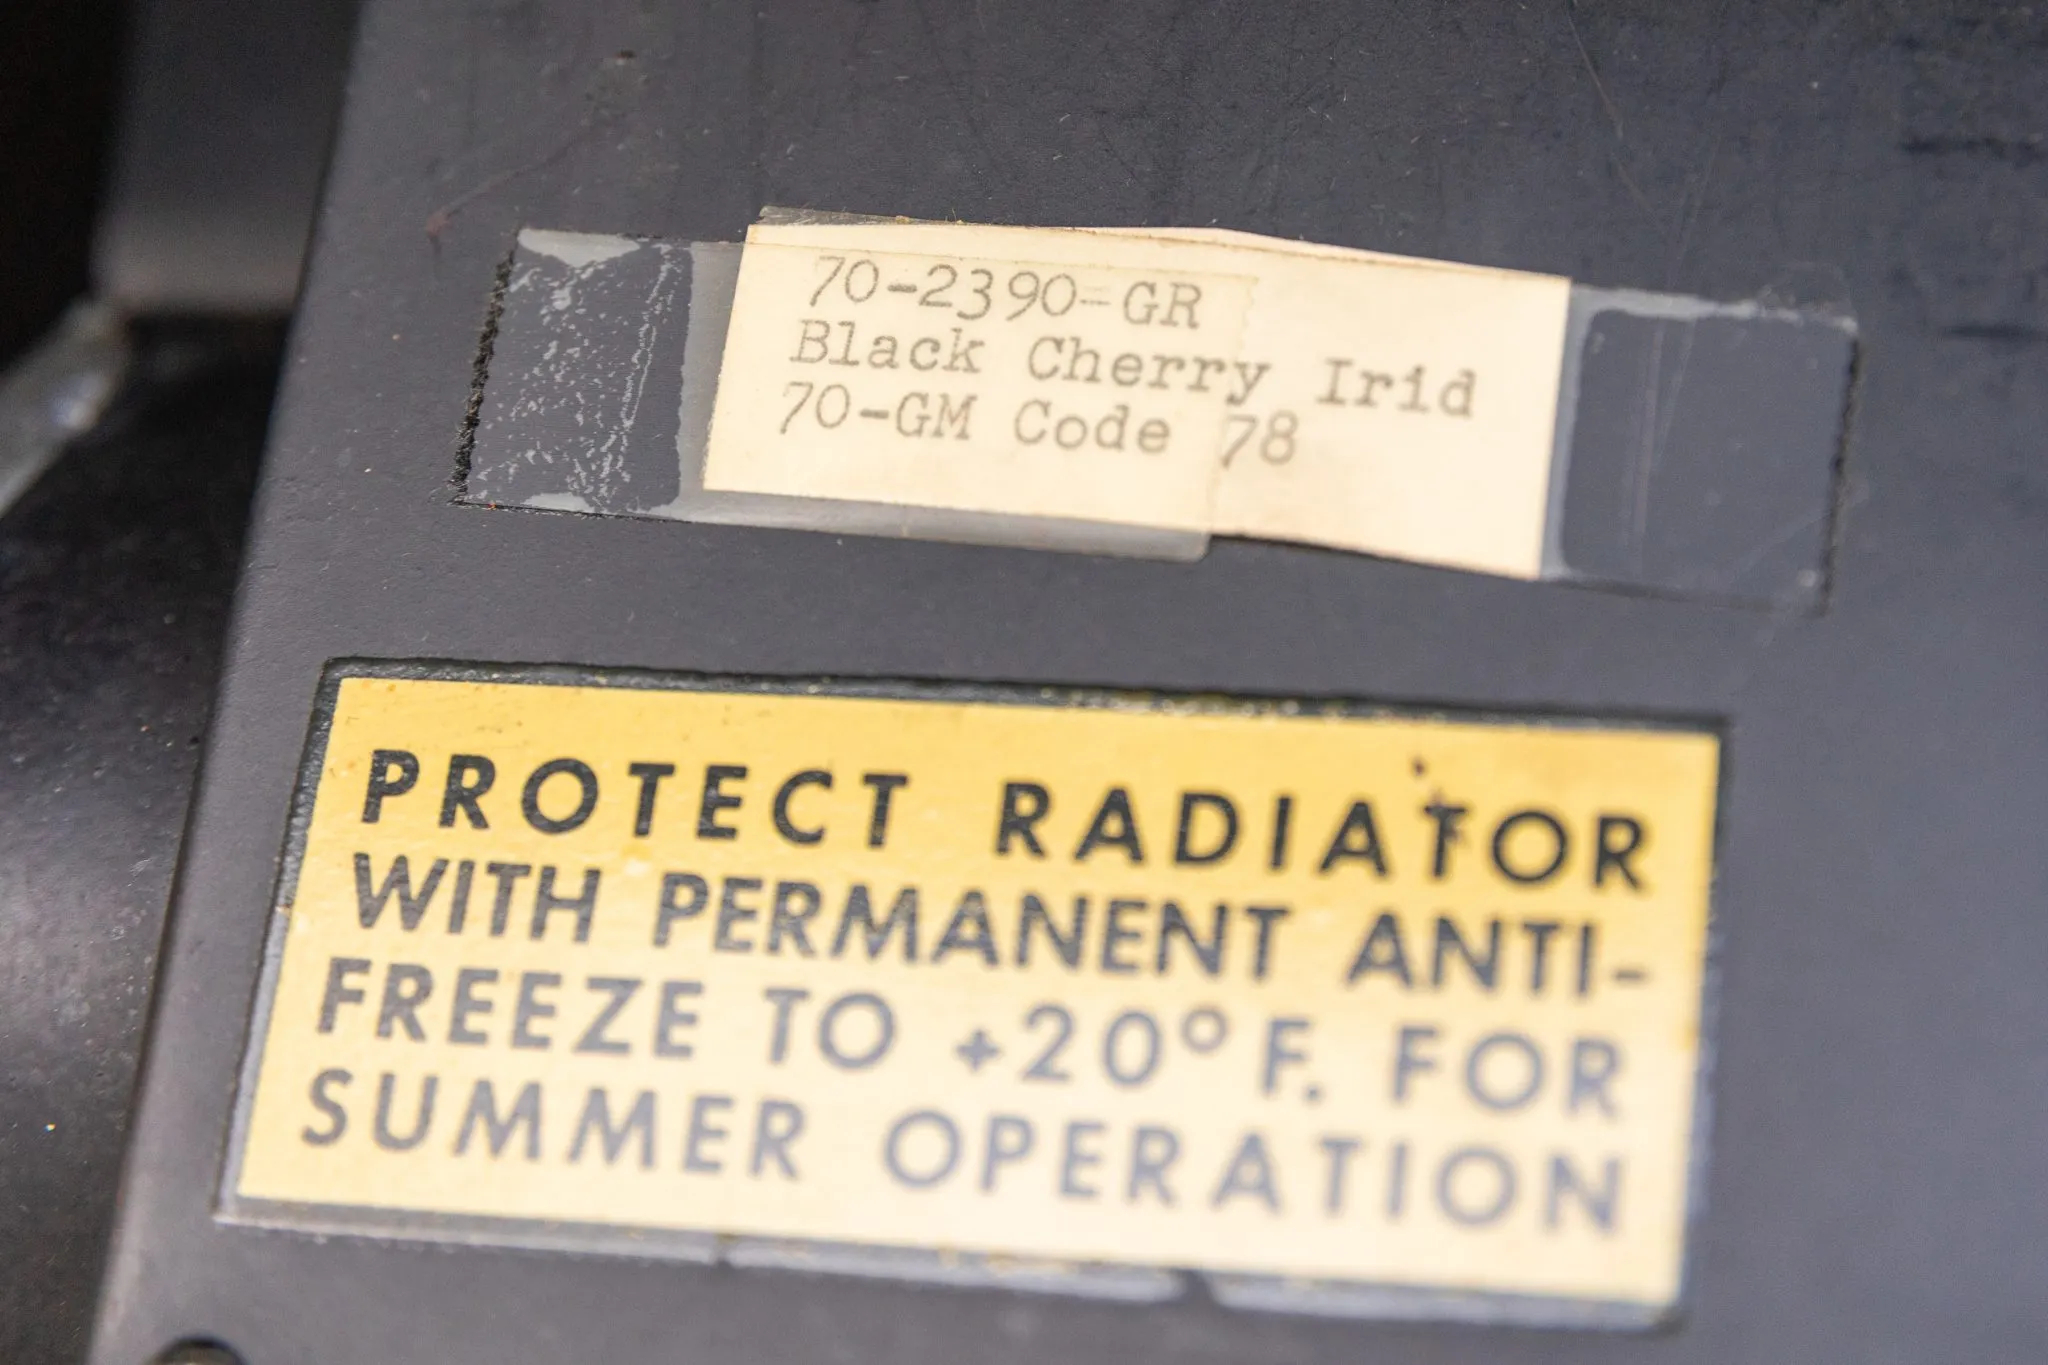 70-2390-GR
Black Cherry Irid
70-GM Code 78
PROTECT RADIATOR
WITH PERMANENT ANTI-
FREEZE TO +20° F. FOR
SUMMER OPERATION